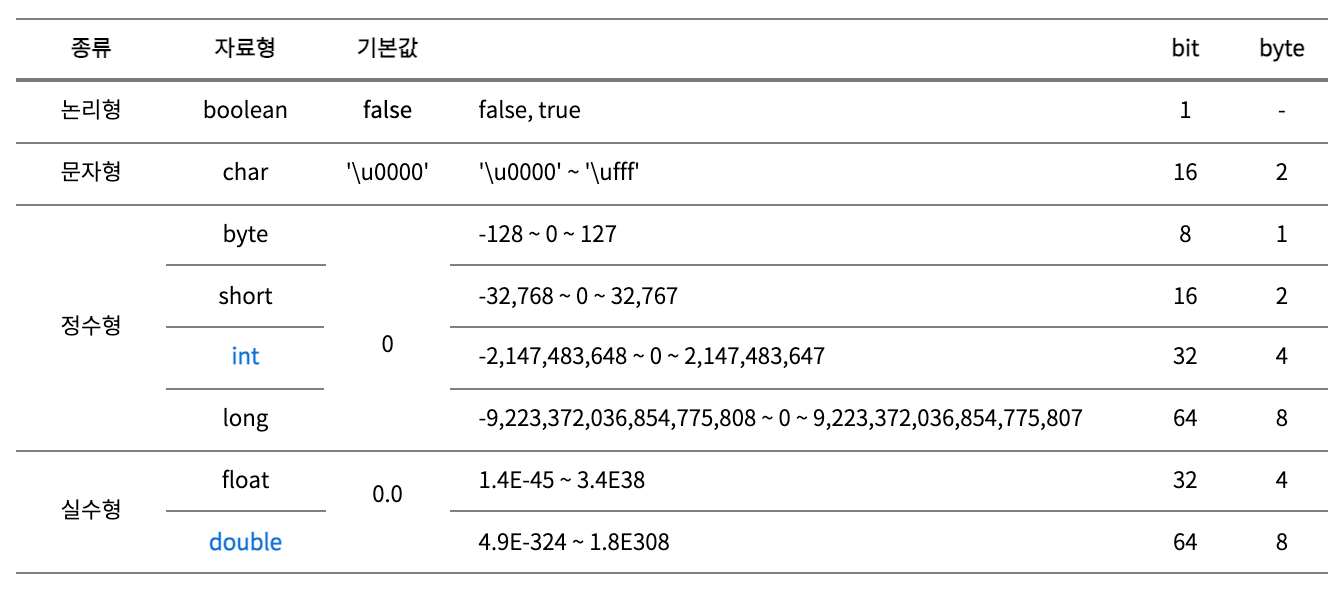 종류 자료형 기본값 bit byte
논리형 boolean false false, true 1 -
문자형 char '\u0000' '\u0000' ~ '\ufff' 16 2
byte -128 ~ 0 ~ 127 8 1
short -32,768 ~ 0 ~ 32,767 16 2
정수형 0
int -2,147,483,648 ~ 0 ~ 2,147,483,647 32 4
long -9,223,372,036,854,775,808 ~ 0 ~ 9,223,372,036,854,775,807 64 8
float 1.4E-45 ~ 3.4E38 32 4
실수형 0.0
double 4.9E-324 ~ 1.8E308 64 8